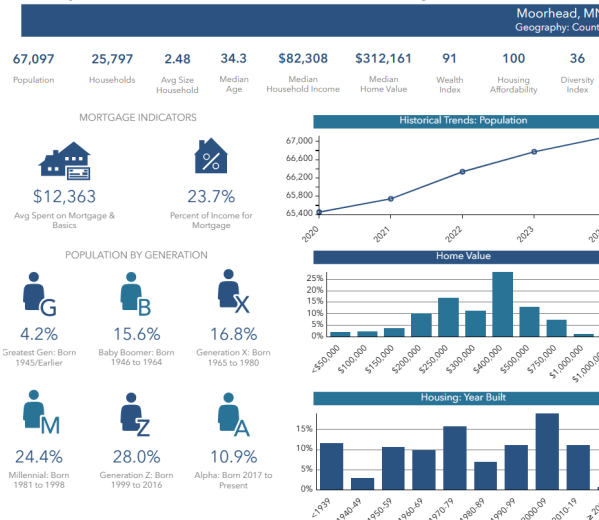 Moorhead, MN
Geography: Count
67,097 25,797 2.48 34.3 $82,308 $312,161 91 100 36
Population Households Avg Size Household Median Age Median Household Income Median Home Value Wealth Index Housing Affordability Diversity Index
MORTGAGE INDICATORS
$12,363 23.7%
Avg Spent on Mortgage & Basics Percent of Income for Mortgage
Historical Trends: Population
67,000
66,600
66,200
65,800
65,400
2020 2021 2022 2023
POPULATION BY GENERATION
G B X
4.2% 15.6% 16.8%
Greatest Gen: Born 1945/Earlier Baby Boomer: Born 1946 to 1964 Generation X: Born 1965 to 1980
M Z A
24.4% 28.0% 10.9%
Millennial: Born 1981 to 1998 Generation Z: Born 1999 to 2016 Alpha: Born 2017 to Present
Home Value
25%
20%
15%
10%
5%
0%
<$50,000 $100,000 $150,000 $200,000 $250,000 $300,000 $400,000 $500,000 $750,000 $1,000,000
Housing: Year Built
15%
10%
5%
0%
<1939 1940-49 1950-59 1960-69 1970-79 1980-89 1990-99 2000-09 2010-19